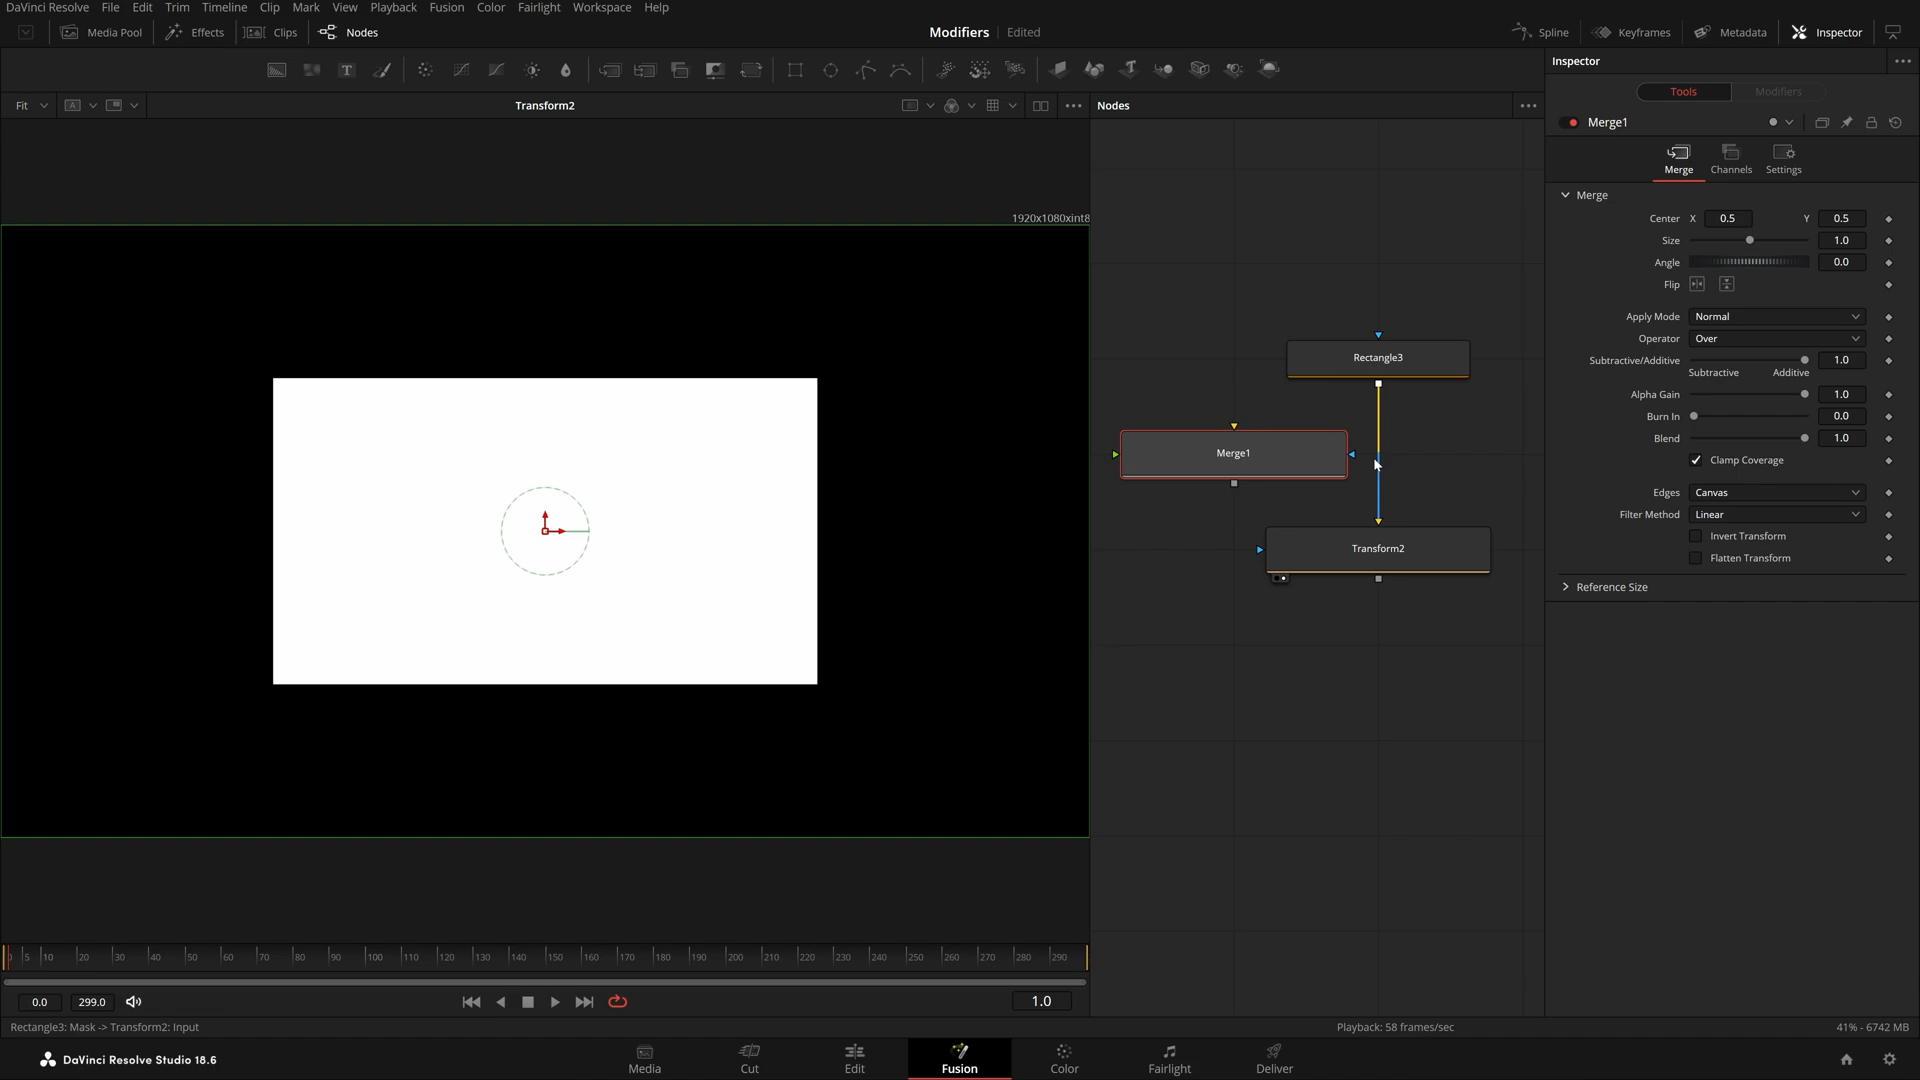 DaVinci Resolve File Edit Trim Timeline Clip Mark View Playback Fusion Color Fairlight Workspace Help
Media Pool Effects Clips Nodes Modifiers Edited Spline Keyframes Metadata Inspector
Inspector
Fit A Transform2 Nodes
Tools Modifiers
Merge1
Merge Channels Settings
Merge
Center X 0.5 Y 0.5
1920x1080xint8
Size 1.0
Angle 0.0
Flip
Apply Mode Normal
Operator Over
Subtractive/Additive 1.0
Subtractive Additive
Alpha Gain 1.0
Burn In 0.0
Blend 1.0
Clamp Coverage
Edges Canvas
Filter Method Linear
Invert Transform
Flatten Transform
Reference Size
Rectangle3
Merge1
Transform2
5 10 20 30 40 50 60 70 80 90 100 110 120 130 140 150 160 170 180 190 200 210 220 230 240 250 260 270 280 290
0.0 299.0 1.0
Rectangle3: Mask -> Transform2: Input Playback: 58 frames/sec 41% - 6742 MB
DaVinci Resolve Studio 18.6
Media Cut Edit Fusion Color Fairlight Deliver